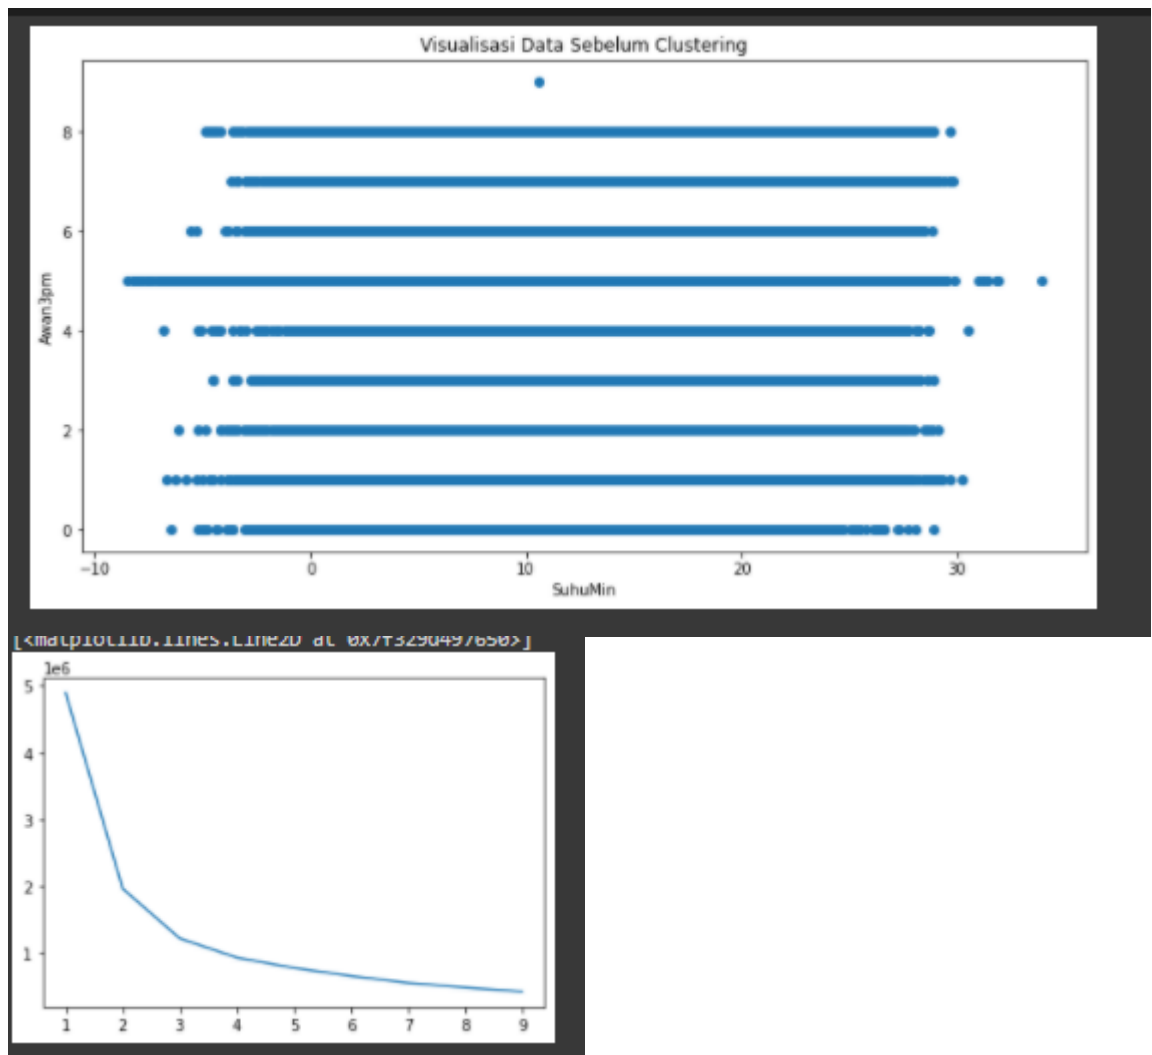 Visualisasi Data Sebelum Clustering
8
6
Awan3pm
4
2
0
−10 0 10 20 30
SuhuMin
[<matplotlib.lines.Line2D at 0x7f329d497650>]
1e6
5
4
3
2
1
1 2 3 4 5 6 7 8 9